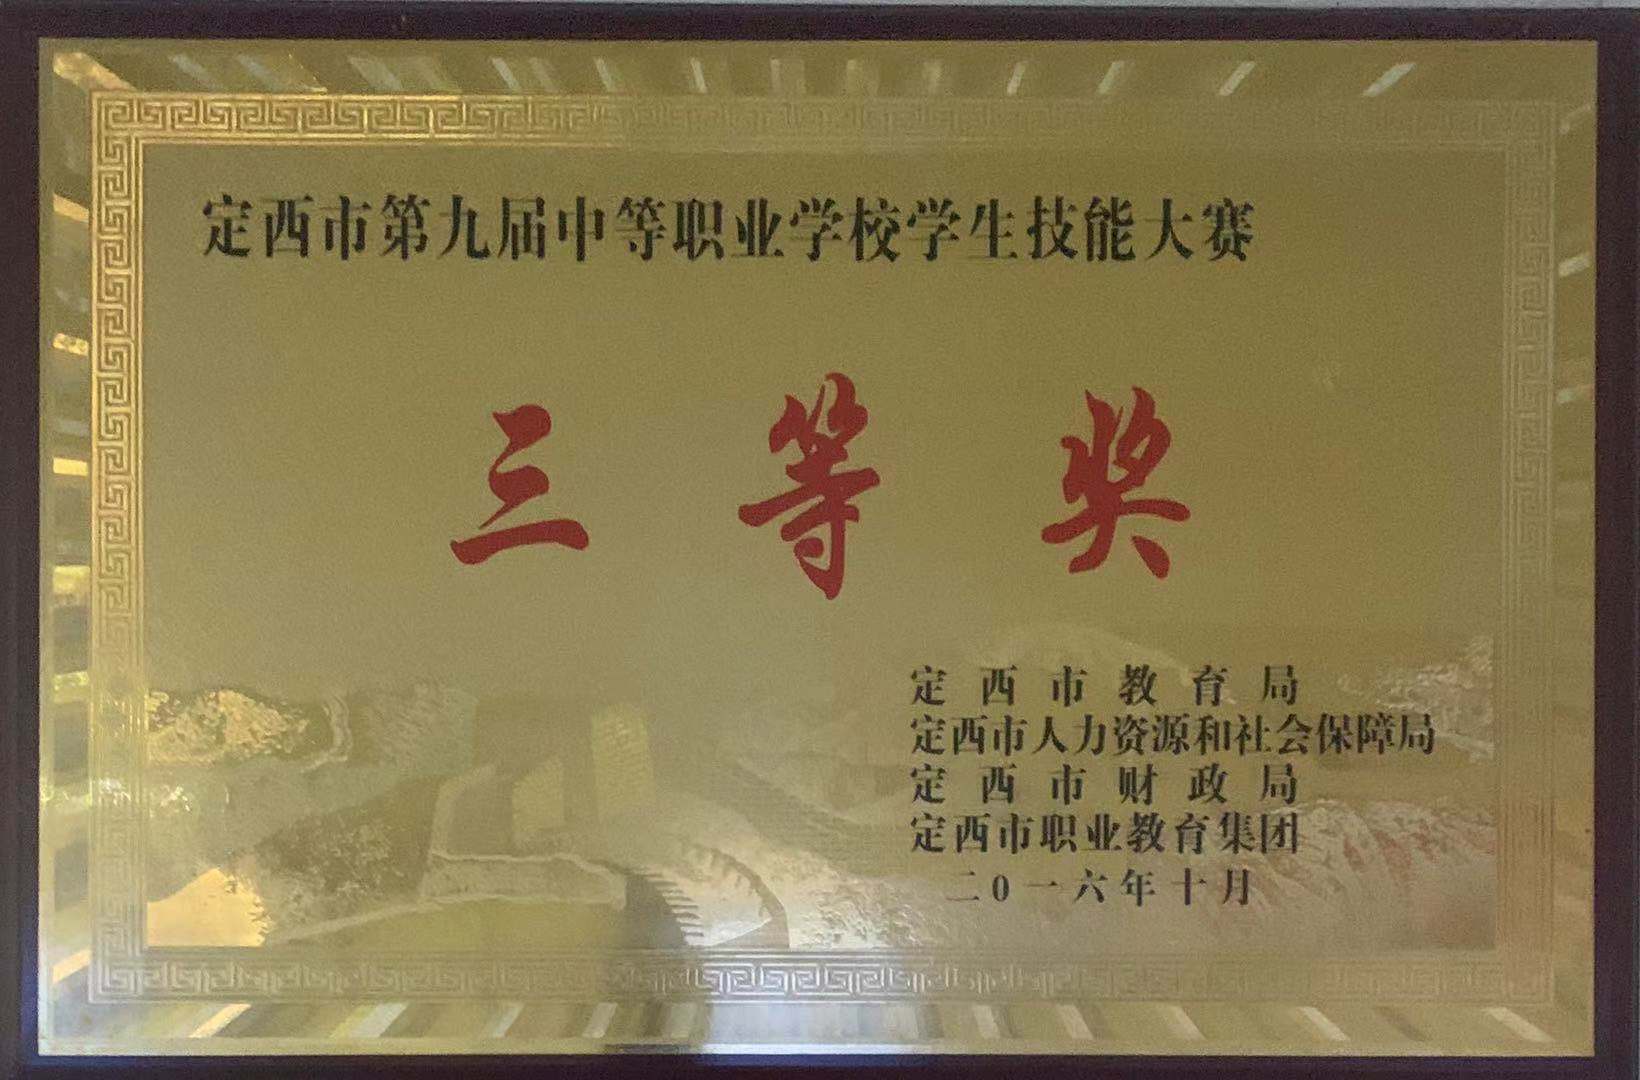 定西市第九届中等职业学校学生技能大赛
三等奖
定西市教育局
定西市人力资源和社会保障局
定西市财政局
定西市职业教育集团
二0一六年十月